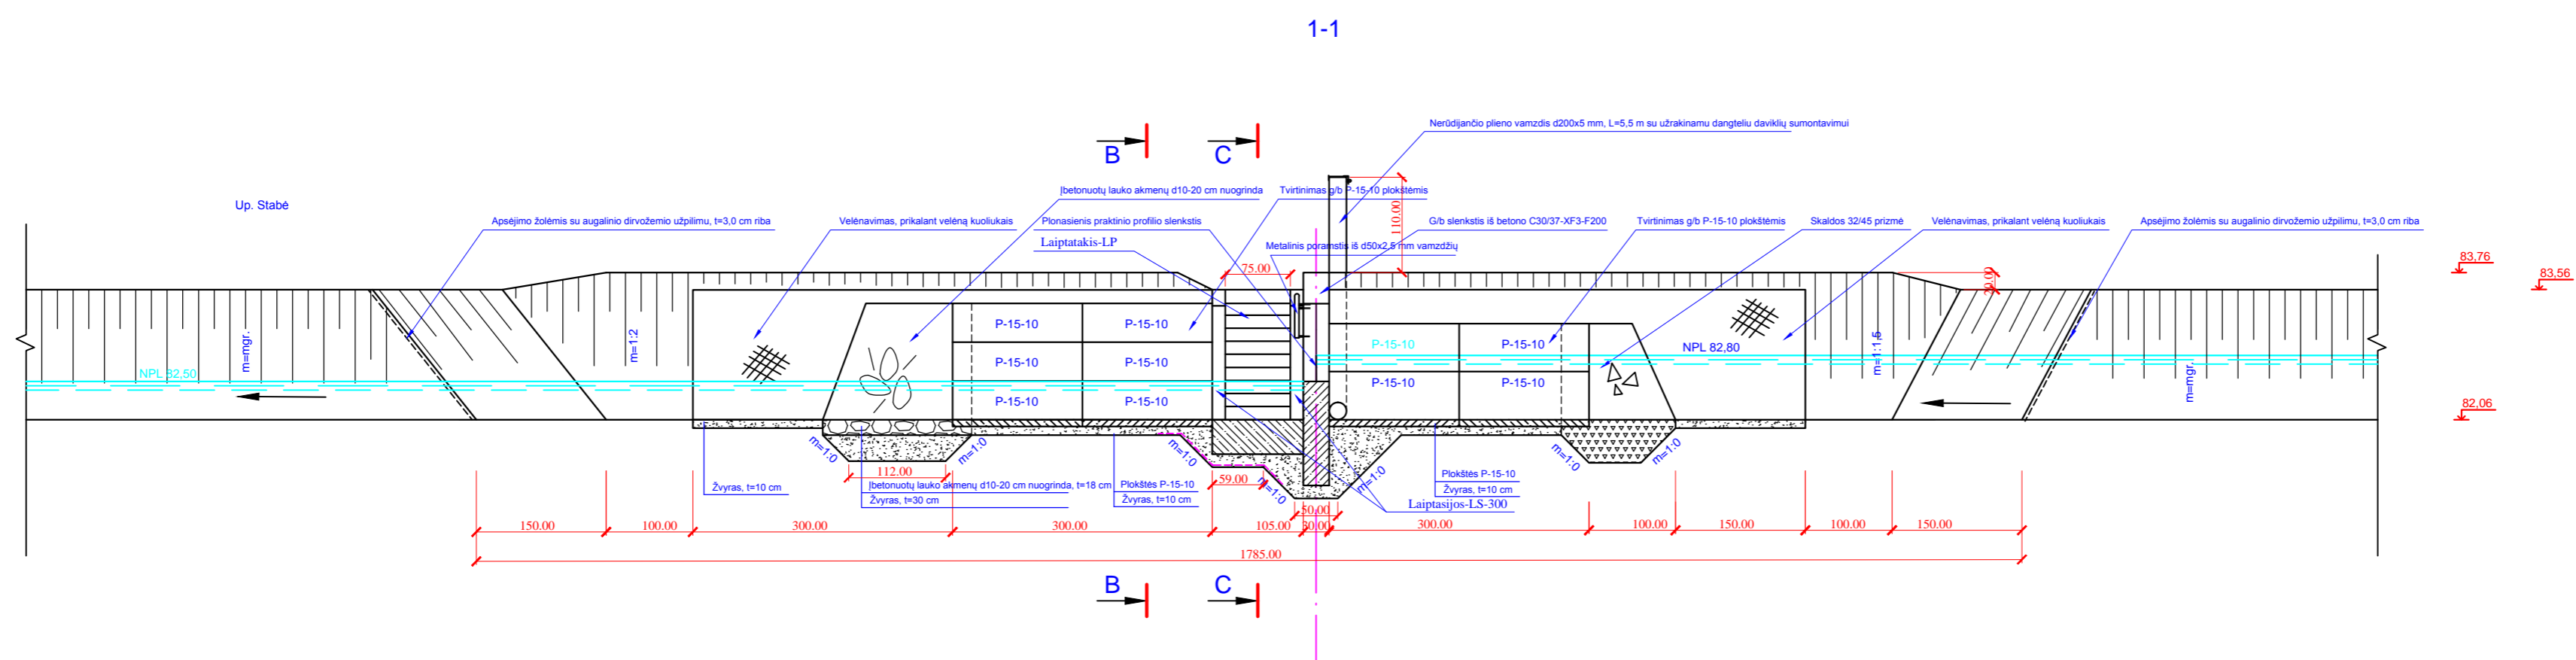 1-1
Nerūdijančio plieno vamzdis d200x5 mm, L=5,5 m su užrakinamu dangteliu daviklių sumontavimui
B
C
Įbetonuotų lauko akmenų d10-20 cm nuogrinda
Tvirtinimas g/b P-15-10 plokštėmis
Up. Stabė
Apsėjimo žolėmis su augalinio dirvožemio užpilimu, t=3,0 cm riba
Velėnavimas, prikalant velėną kuoliukais
Plonasienis praktinio profilio slenkstis
110.00
G/b slenkstis iš betono C30/37-XF3-F200
Tvirtinimas g/b P-15-10 plokštėmis
Skaldos 32/45 prizmė
Velėnavimas, prikalant velėną kuoliukais
Apsėjimo žolėmis su augalinio dirvožemio užpilimu, t=3,0 cm riba
Laiptatakis-LP
Metalinis poramstis iš d50x2,5 mm vamzdžių
75.00
20.00
83,76
83,56
P-15-10
P-15-10
m=mgr.
m=1:2
P-15-10
P-15-10
NPL 82,80
m=1:1,5
m=mgr.
NPL 82,50
P-15-10
P-15-10
P-15-10
P-15-10
P-15-10
P-15-10
82,06
m=1:0
m=1:0
m=1:0
m=1:0
m=1:0
m=1:0
m=1:0
112.00
59.00
Žvyras, t=10 cm
Įbetonuotų lauko akmenų d10-20 cm nuogrinda, t=18 cm
Žvyras, t=30 cm
Plokštės P-15-10
Žvyras, t=10 cm
Plokštės P-15-10
Žvyras, t=10 cm
Laiptasijos-LS-300
50.00
150.00
100.00
300.00
300.00
105.00
30.00
300.00
100.00
150.00
100.00
150.00
1785.00
B
C